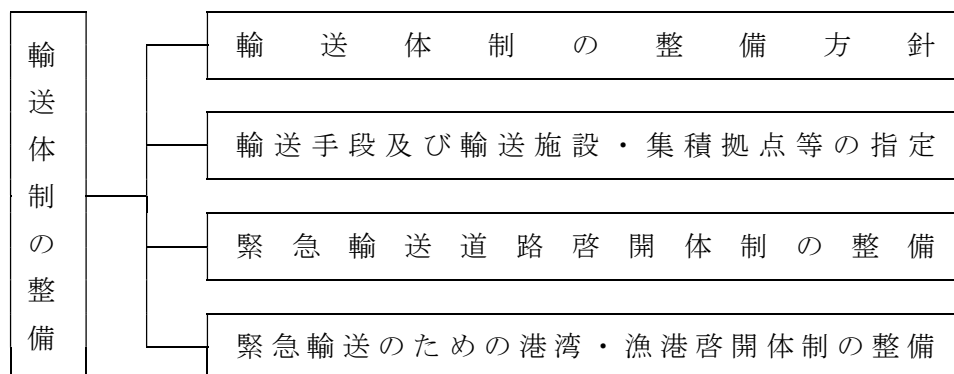 輸送体制の整備
輸送体制の整備方針
輸送手段及び輸送施設・集積拠点等の指定
緊急輸送道路啓開体制の整備
緊急輸送のための港湾・漁港啓開体制の整備